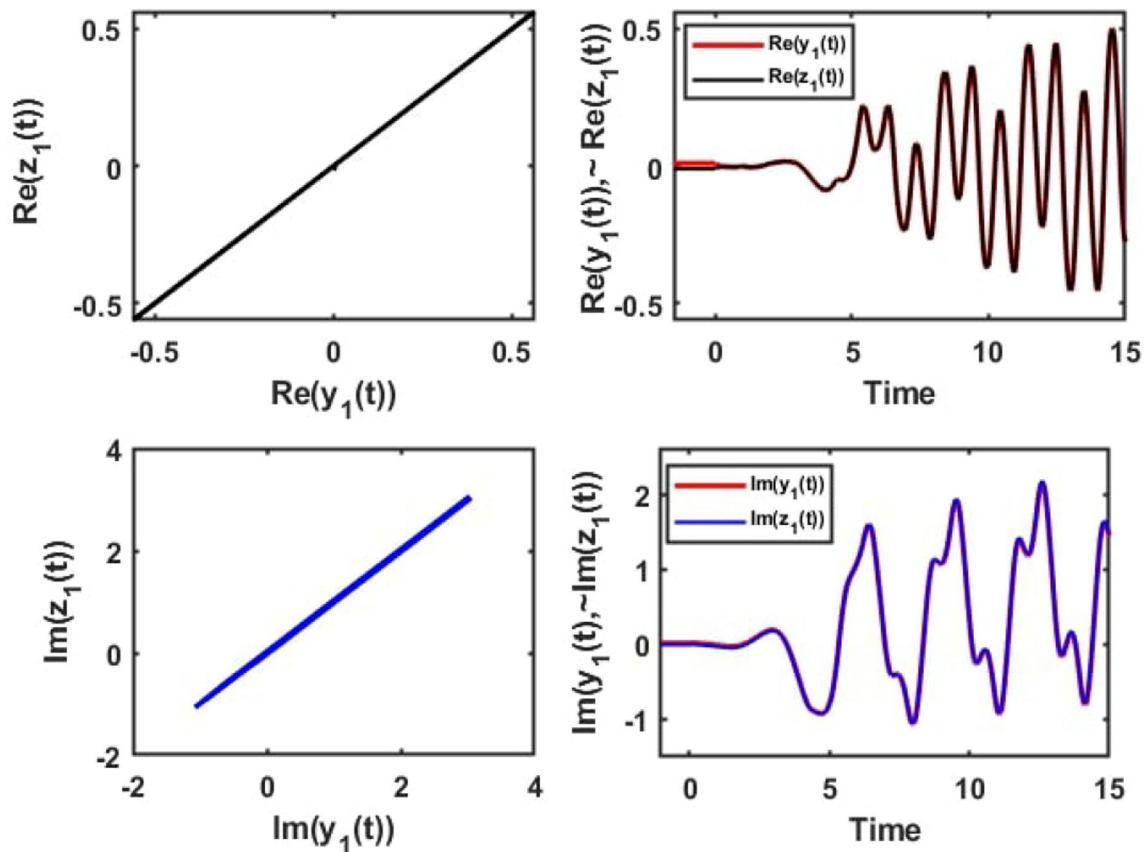 0.5
0
-0.5
Re(z₁(t))
-0.5 0 0.5
Re(y₁(t))
0.5
0
-0.5
Re(y₁(t)),~ Re(z₁(t))
Re(y₁(t))
Re(z₁(t))
0 5 10 15
Time
4
2
0
-2
Im(z₁(t))
-2 0 2 4
Im(y₁(t))
2
1
0
-1
Im(y₁(t),~Im(z₁(t))
Im(y₁(t))
Im(z₁(t))
0 5 10 15
Time